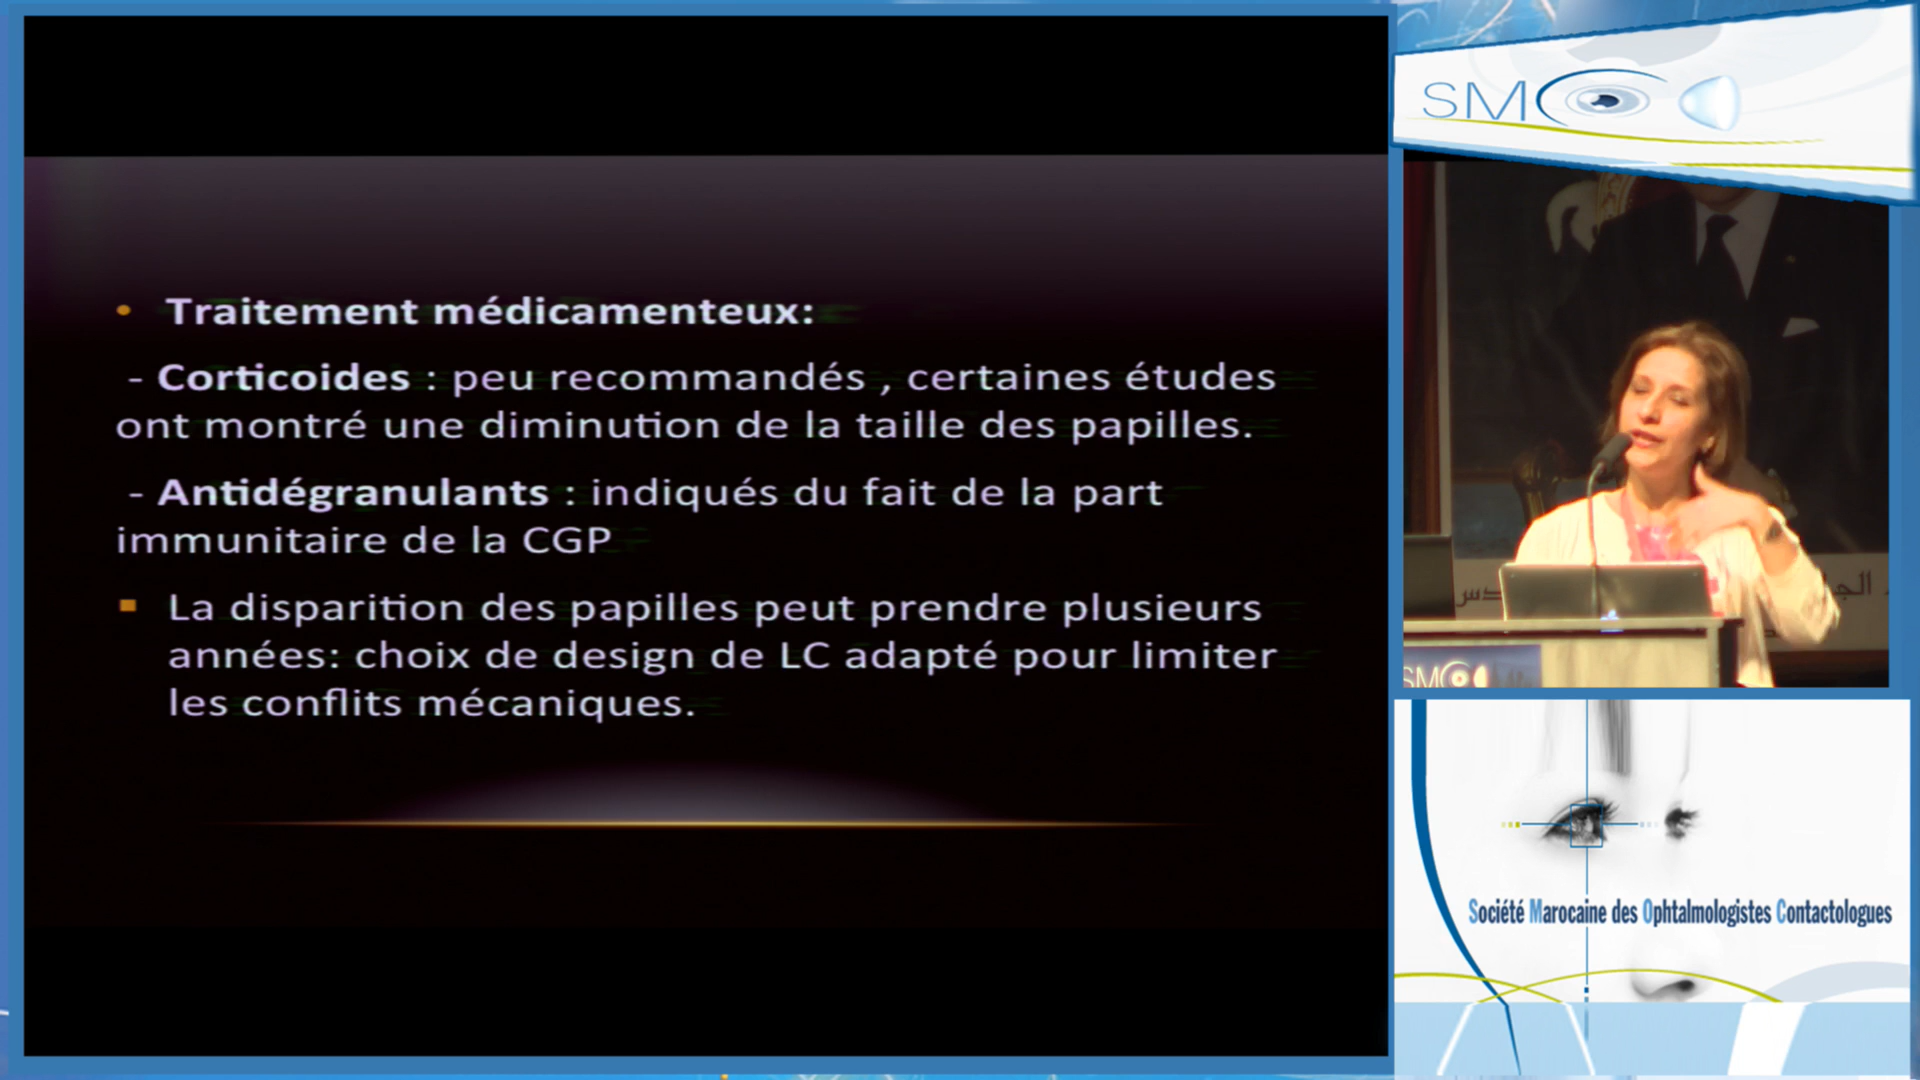 SMOC
• Traitement médicamenteux:
- Corticoides : peu recommandés , certaines études
ont montré une diminution de la taille des papilles.
- Antidégranulants : indiqués du fait de la part
immunitaire de la CGP
▪ La disparition des papilles peut prendre plusieurs
années: choix de design de LC adapté pour limiter
les conflits mécaniques.
SMOC
Société Marocaine des Ophtalmologistes Contactologues